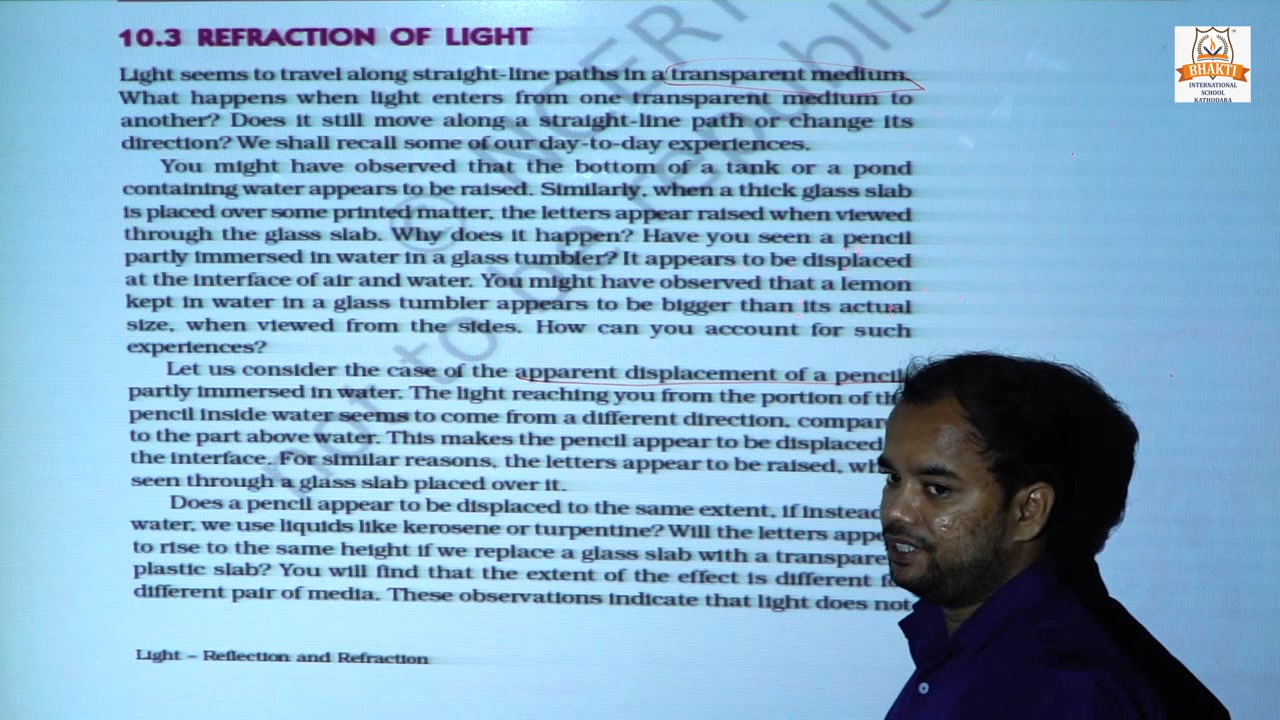 10.3 REFRACTION OF LIGHT
Light seems to travel along straight-line paths in a transparent medium.
What happens when light enters from one transparent medium to
another? Does it still move along a straight-line path or change its
direction? We shall recall some of our day-to-day experiences.
You might have observed that the bottom of a tank or a pond
containing water appears to be raised. Similarly, when a thick glass slab
is placed over some printed matter, the letters appear raised when viewed
through the glass slab. Why does it happen? Have you seen a pencil
partly immersed in water in a glass tumbler? It appears to be displaced
at the interface of air and water. You might have observed that a lemon
kept in water in a glass tumbler appears to be bigger than its actual
size, when viewed from the sides. How can you account for such
experiences?
Let us consider the case of the apparent displacement of a pencil
partly immersed in water. The light reaching you from the portion of
pencil inside water seems to come from a different direction,
to the part above water. This makes the pencil appear to be displaced
the interface. For similar reasons, the letters appear to be raised,
seen through a glass slab placed over it.
Does a pencil appear to be displaced to the same extent, if instead
water, we use liquids like kerosene or turpentine? Will the letters
to rise to the same height if we replace a glass slab with a
plastic slab? You will find that the extent of the effect is different
different pair of media. These observations indicate that light does not
Light – Reflection and Refraction
© NCERT
not to be republis
BHAKTI
INTERNATIONAL
SCHOOL
KATHODARA